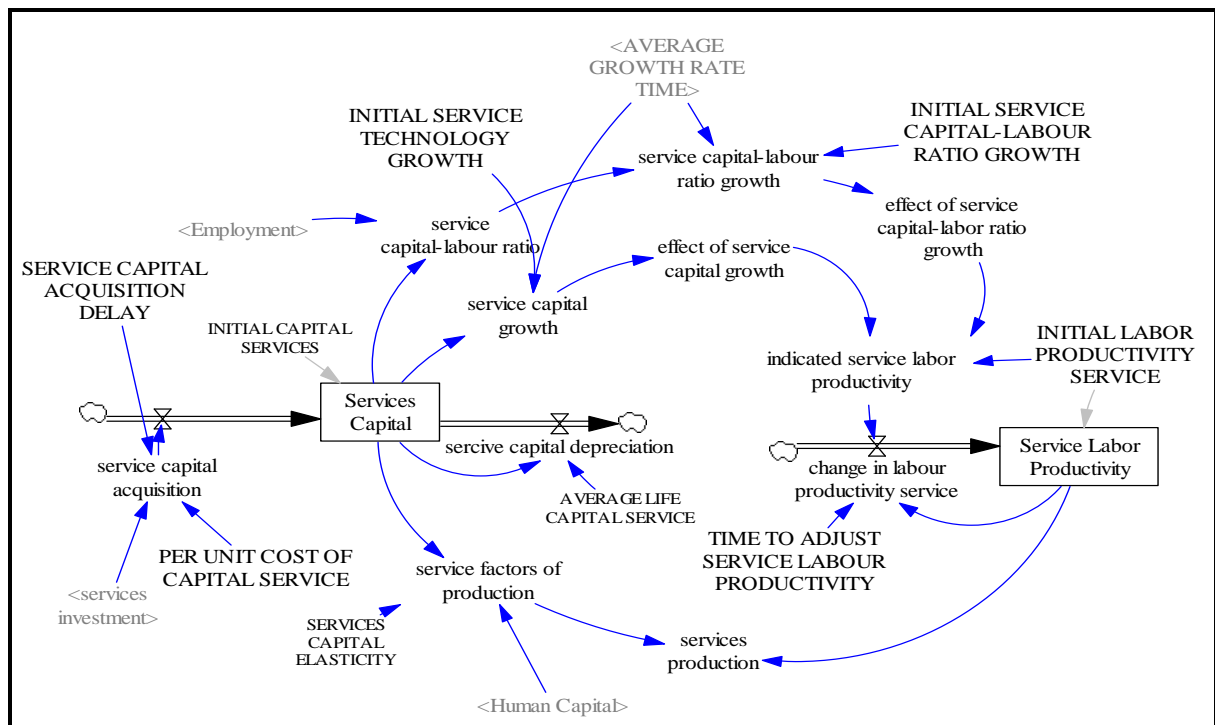 <AVERAGE
GROWTH RATE
TIME>
INITIAL SERVICE
TECHNOLOGY
GROWTH
INITIAL SERVICE
CAPITAL-LABOUR
RATIO GROWTH
service capital-labour
ratio growth
<Employment>
service
capital-labour ratio
effect of service
capital growth
effect of service
capital-labor ratio
growth
SERVICE CAPITAL
ACQUISITION
DELAY
service capital
growth
INITIAL CAPITAL
SERVICES
indicated service labor
productivity
INITIAL LABOR
PRODUCTIVITY
SERVICE
Services
Capital
sercive capital depreciation
Service Labor
Productivity
service capital
acquisition
change in labour
productivity service
AVERAGE LIFE
CAPITAL SERVICE
PER UNIT COST OF
CAPITAL SERVICE
TIME TO ADJUST
SERVICE LABOUR
PRODUCTIVITY
<services
investment>
service factors of
production
SERVICES
CAPITAL
ELASTICITY
services
production
<Human Capital>